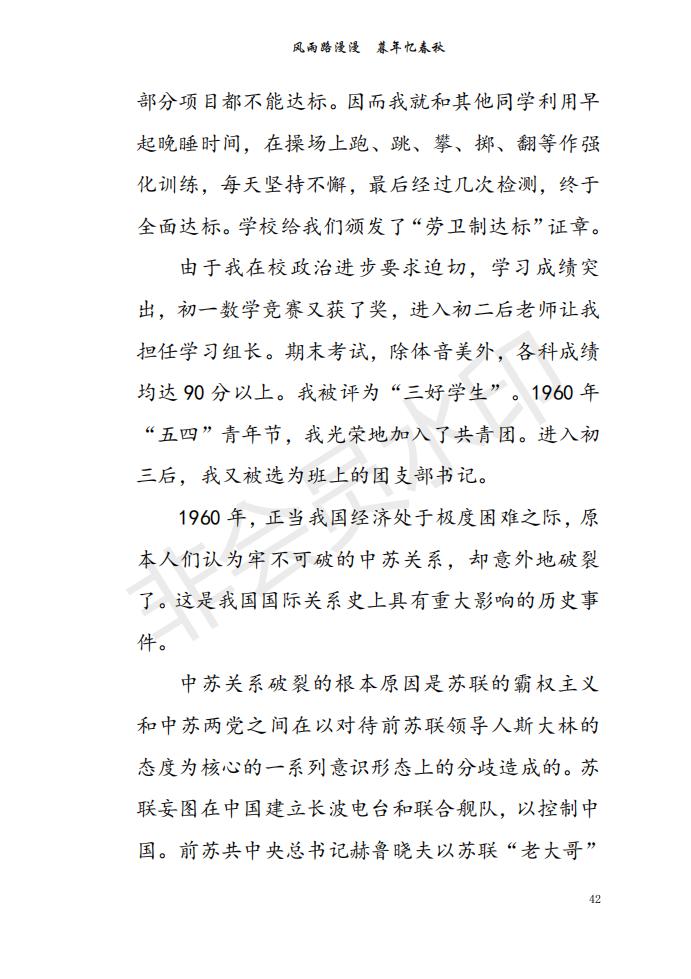 风雨路漫漫　暮年忆春秋
部分项目都不能达标。因而我就和其他同学利用早
起晚睡时间，在操场上跑、跳、攀、掷、翻等作强
化训练，每天坚持不懈，最后经过几次检测，终于
全面达标。学校给我们颁发了“劳卫制达标”证章。
由于我在校政治进步要求迫切，学习成绩突
出，初一数学竞赛又获了奖，进入初二后老师让我
担任学习组长。期末考试，除体音美外，各科成绩
均达 90 分以上。我被评为“三好学生”。1960 年
“五四”青年节，我光荣地加入了共青团。进入初
三后，我又被选为班上的团支部书记。
1960 年，正当我国经济处于极度困难之际，原
本人们认为牢不可破的中苏关系，却意外地破裂
了。这是我国国际关系史上具有重大影响的历史事
件。
中苏关系破裂的根本原因是苏联的霸权主义
和中苏两党之间在以对待前苏联领导人斯大林的
态度为核心的一系列意识形态上的分歧造成的。苏
联妄图在中国建立长波电台和联合舰队，以控制中
国。前苏共中央总书记赫鲁晓夫以苏联“老大哥”
42
非会员水印